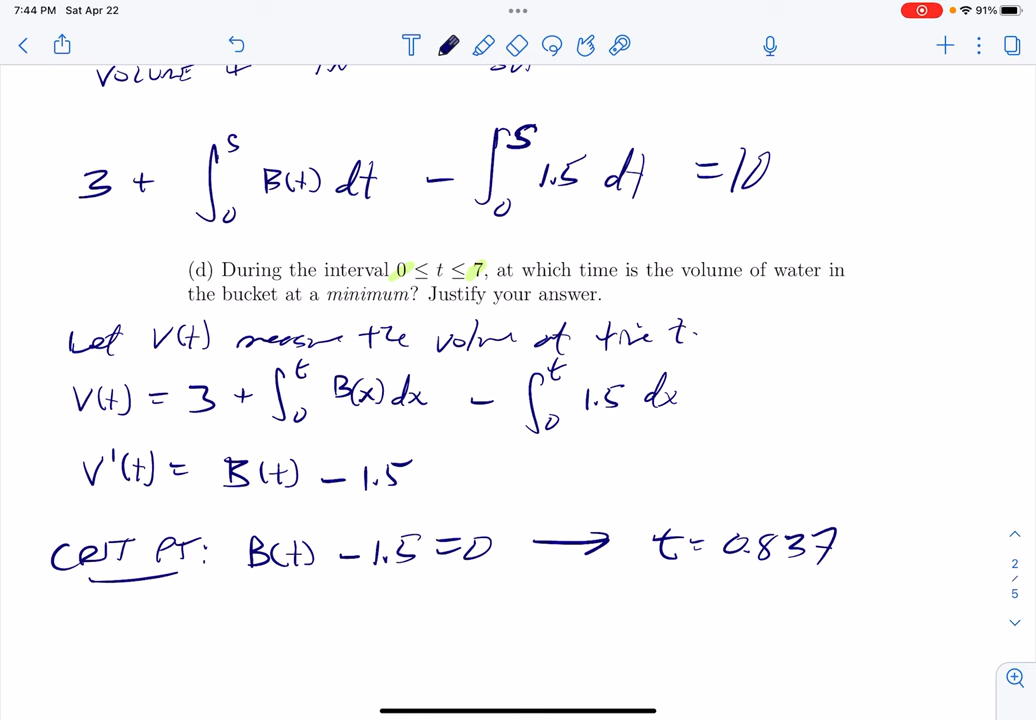 7:44 PM Sat Apr 22
91%
T
VOLUME
3 + ∫₀ˢ B(t) dt − ∫₀ˢ 1.5 dt = 10
(d) During the interval 0 ≤ t ≤ 7, at which time is the volume of water in
the bucket at a minimum? Justify your answer.
Let V(t) measure the volume at time t.
V(t) = 3 + ∫₀ᵗ B(x) dx − ∫₀ᵗ 1.5 dx
V'(t) = B(t) − 1.5
CRIT PT: B(t) − 1.5 = 0 ⟶ t = 0.837
2
/
5